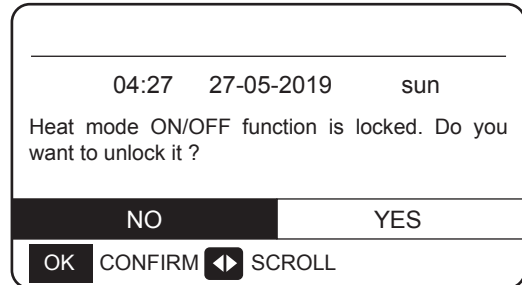 04:27 27-05-2019 sun
Heat mode ON/OFF function is locked. Do you
want to unlock it ?
NO YES
OK CONFIRM SCROLL